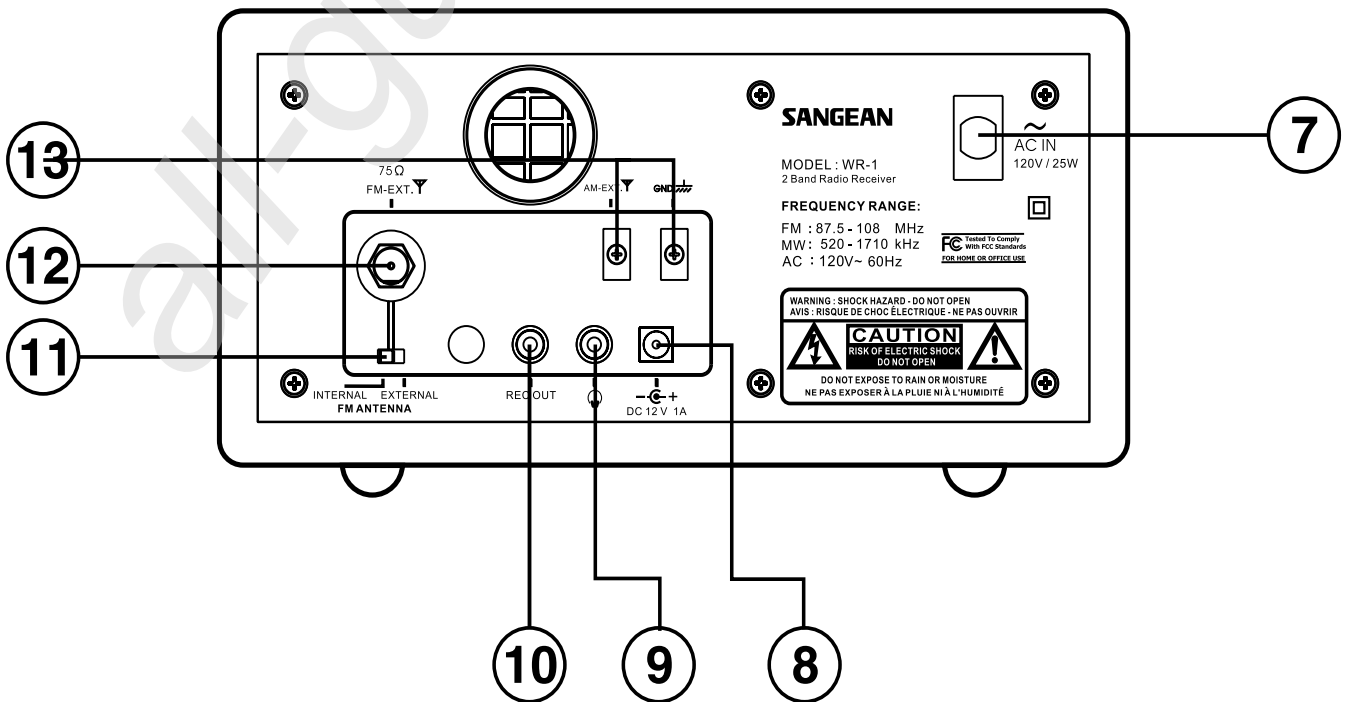 SANGEAN
MODEL : WR-1
2 Band Radio Receiver
FREQUENCY RANGE:
FM : 87.5 - 108 MHz
MW : 520 - 1710 kHz
AC : 120V~ 60Hz
~
AC IN
120V / 25W
FC Tested To Comply
With FCC Standards
FOR HOME OR OFFICE USE
WARNING : SHOCK HAZARD - DO NOT OPEN
AVIS : RISQUE DE CHOC ÉLECTRIQUE - NE PAS OUVRIR
CAUTION
RISK OF ELECTRIC SHOCK
DO NOT OPEN
DO NOT EXPOSE TO RAIN OR MOISTURE
NE PAS EXPOSER À LA PLUIE NI À L'HUMIDITÉ
75Ω
FM-EXT.
AM-EXT.
GND
INTERNAL EXTERNAL
FM ANTENNA
REC OUT
- +
DC 12 V 1A
13
12
11
10
9
8
7